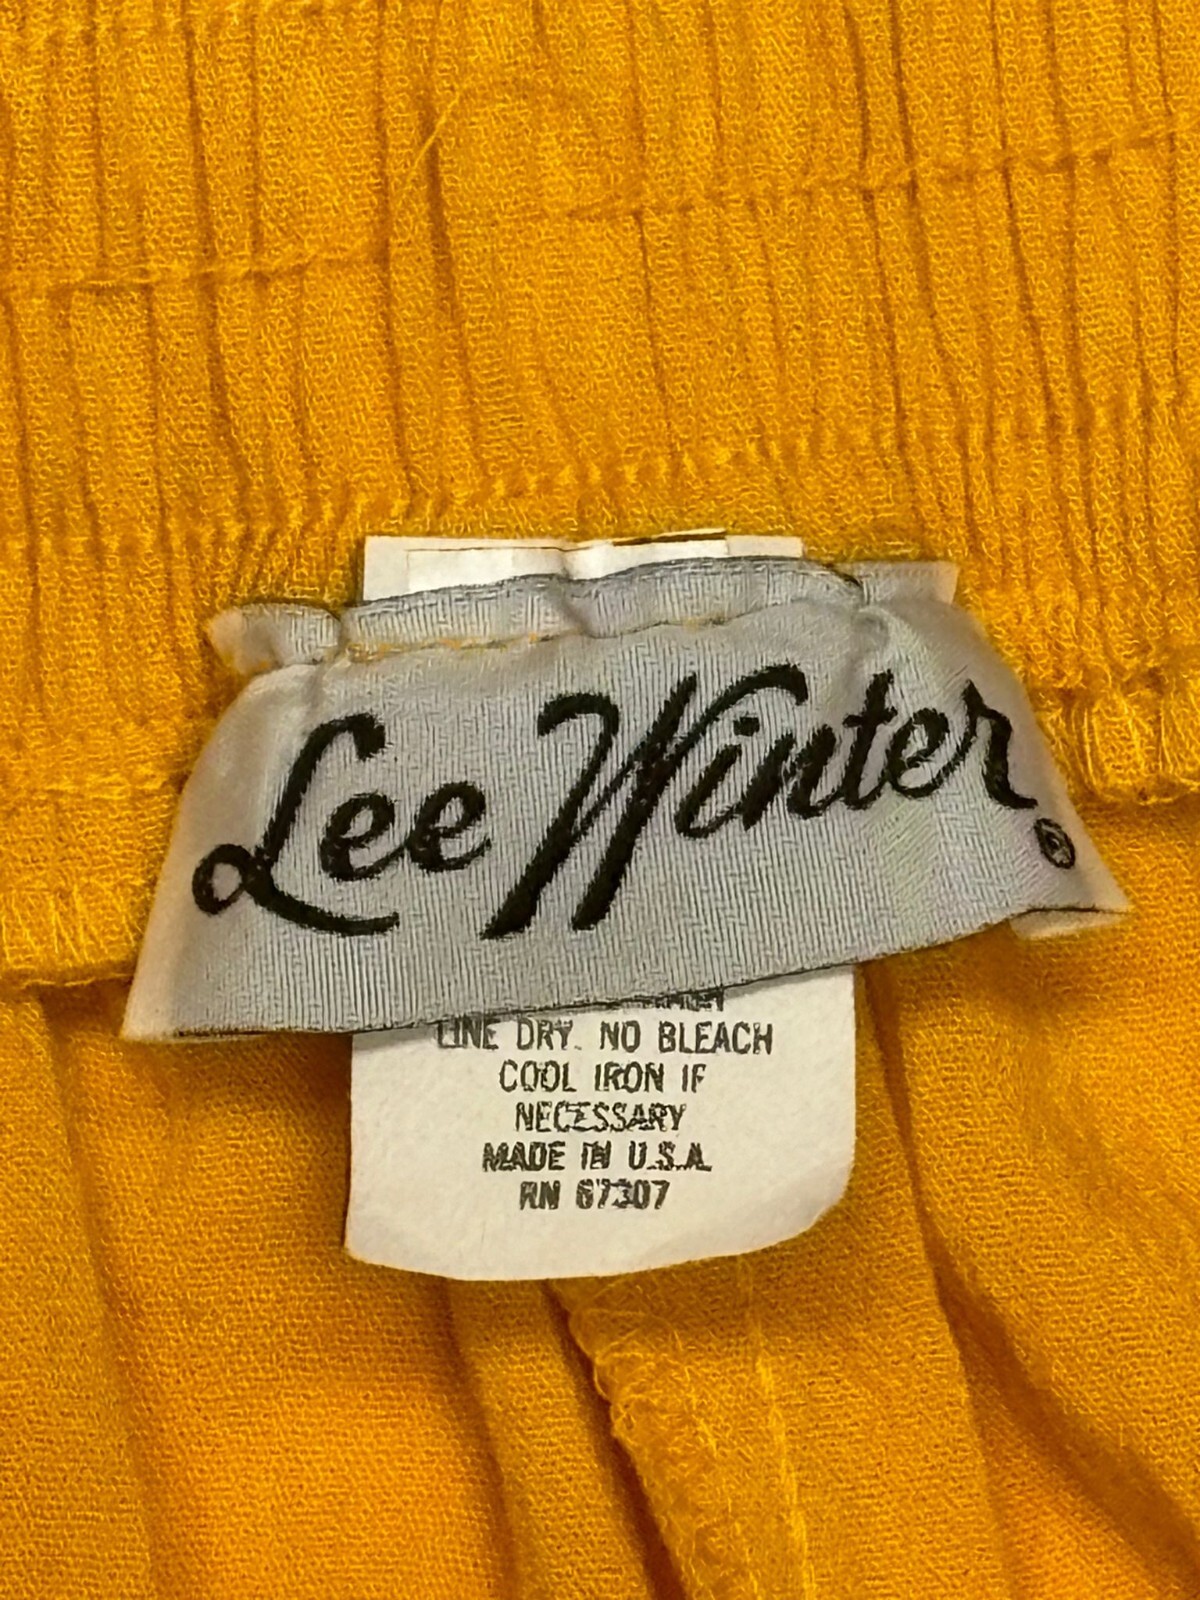 Lee Winter ®
LINE DRY. NO BLEACH
COOL IRON IF
NECESSARY
MADE IN U.S.A.
RN 67307